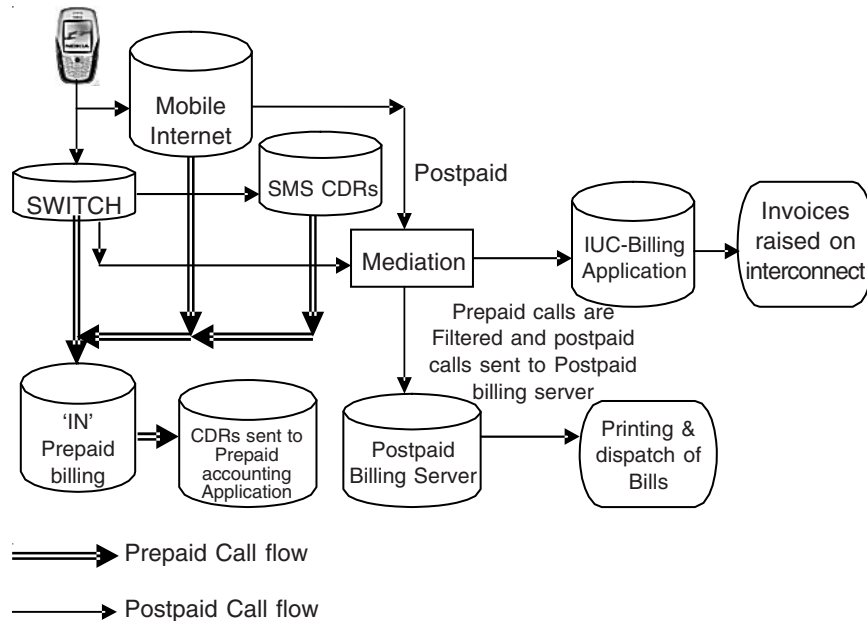 NOKIA
Mobile
Internet
SWITCH
SMS CDRs
Postpaid
Mediation
IUC-Billing
Application
Invoices
raised on
interconnect
Prepaid calls are
Filtered and postpaid
calls sent to Postpaid
billing server
‘IN’
Prepaid
billing
CDRs sent to
Prepaid
accounting
Application
Postpaid
Billing Server
Printing &
dispatch of
Bills
Prepaid Call flow
Postpaid Call flow